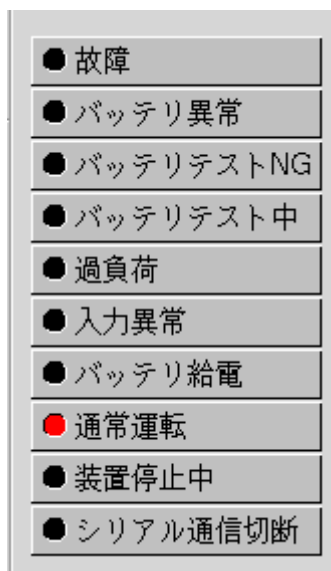 故障
バッテリ異常
バッテリテストNG
バッテリテスト中
過負荷
入力異常
バッテリ給電
通常運転
装置停止中
シリアル通信切断